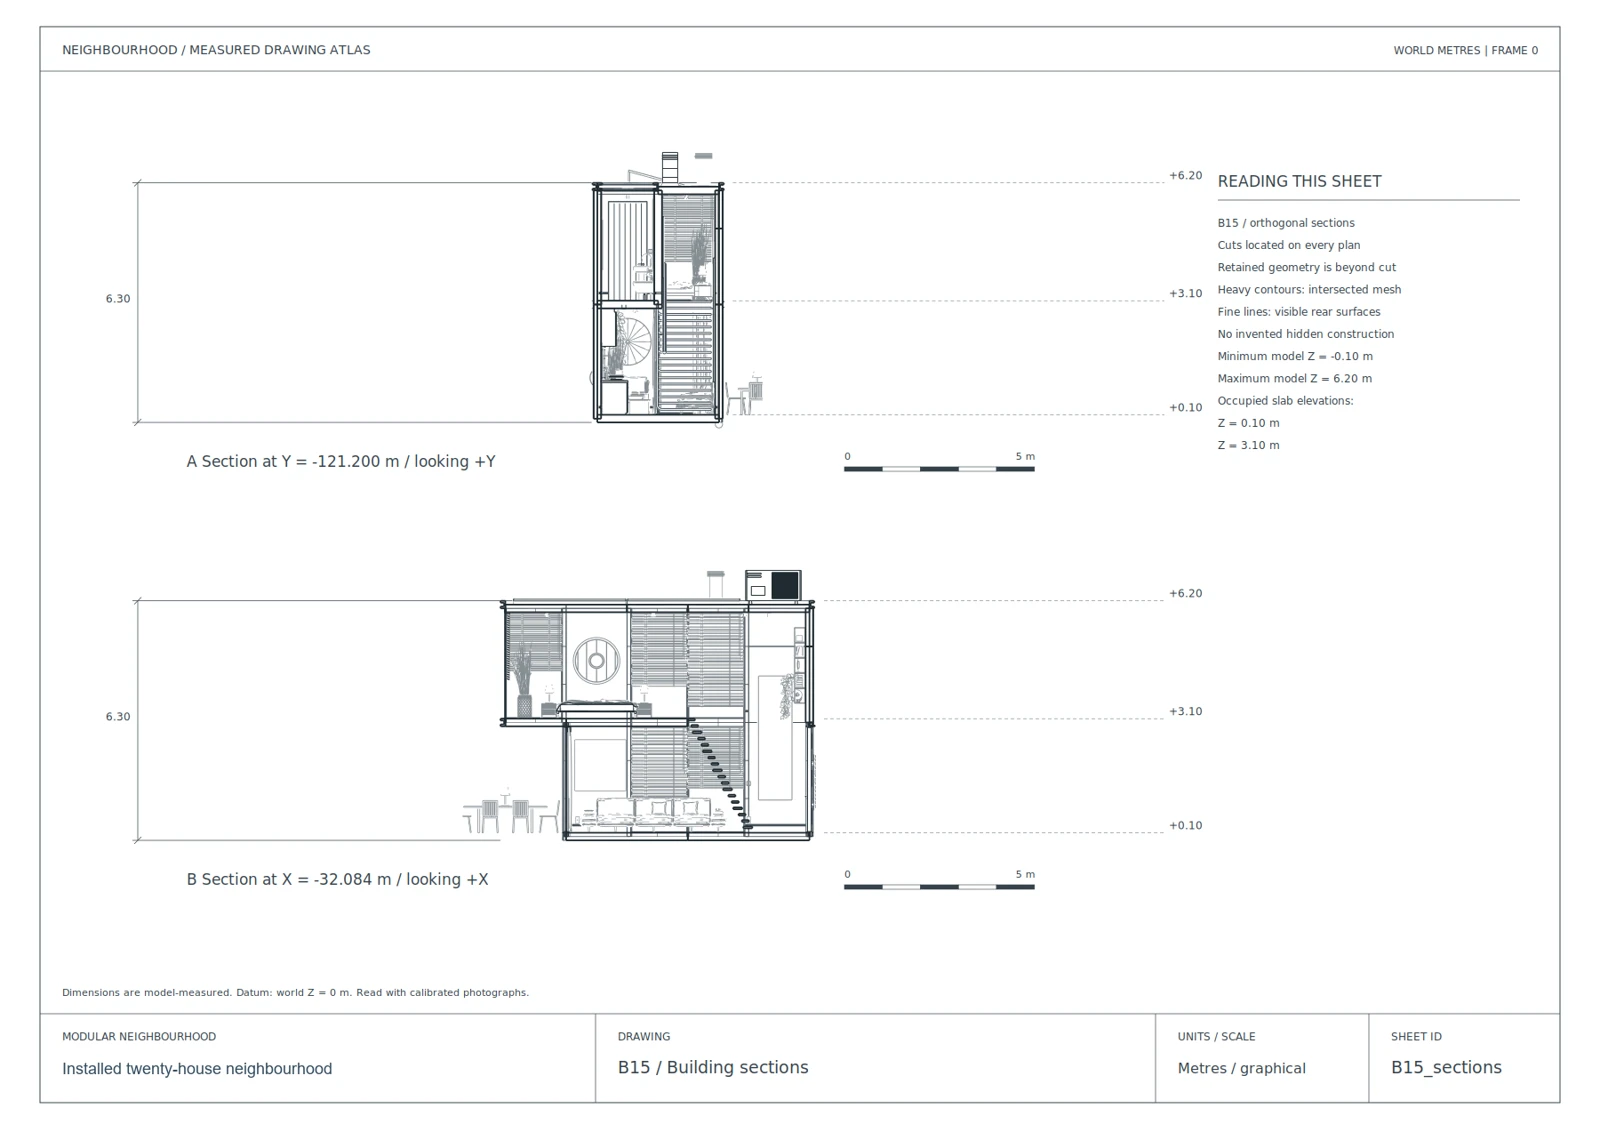 NEIGHBOURHOOD / MEASURED DRAWING ATLAS
WORLD METRES | FRAME 0
+6.20
READING THIS SHEET
B15 / orthogonal sections
Cuts located on every plan
Retained geometry is beyond cut
+3.10
Heavy contours: intersected mesh
6.30
Fine lines: visible rear surfaces
No invented hidden construction
Minimum model Z = -0.10 m
Maximum model Z = 6.20 m
Occupied slab elevations:
+0.10
Z = 0.10 m
Z = 3.10 m
A Section at Y = -121.200 m / looking +Y
0 5 m
+6.20
+3.10
6.30
+0.10
B Section at X = -32.084 m / looking +X
0 5 m
Dimensions are model-measured. Datum: world Z = 0 m. Read with calibrated photographs.
MODULAR NEIGHBOURHOOD
Installed twenty-house neighbourhood
DRAWING
B15 / Building sections
UNITS / SCALE
Metres / graphical
SHEET ID
B15_sections